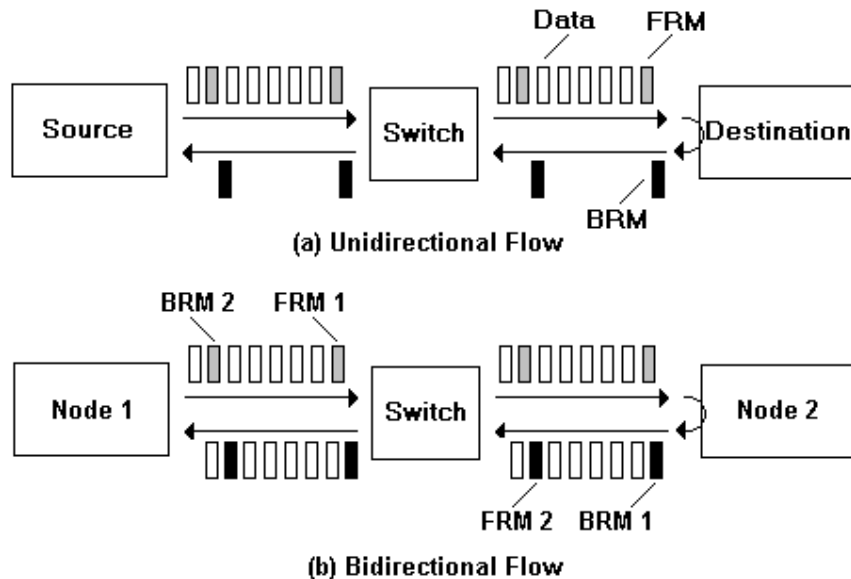 Data FRM
Source Switch Destination
BRM
(a) Unidirectional Flow
BRM 2 FRM 1
Node 1 Switch Node 2
FRM 2 BRM 1
(b) Bidirectional Flow